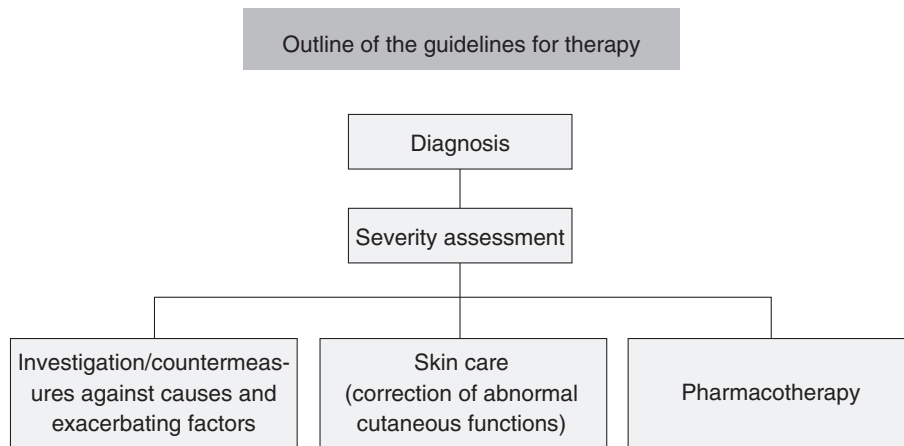 Outline of the guidelines for therapy
Diagnosis
Severity assessment
Investigation/countermeas-
ures against causes and
exacerbating factors
Skin care
(correction of abnormal
cutaneous functions)
Pharmacotherapy